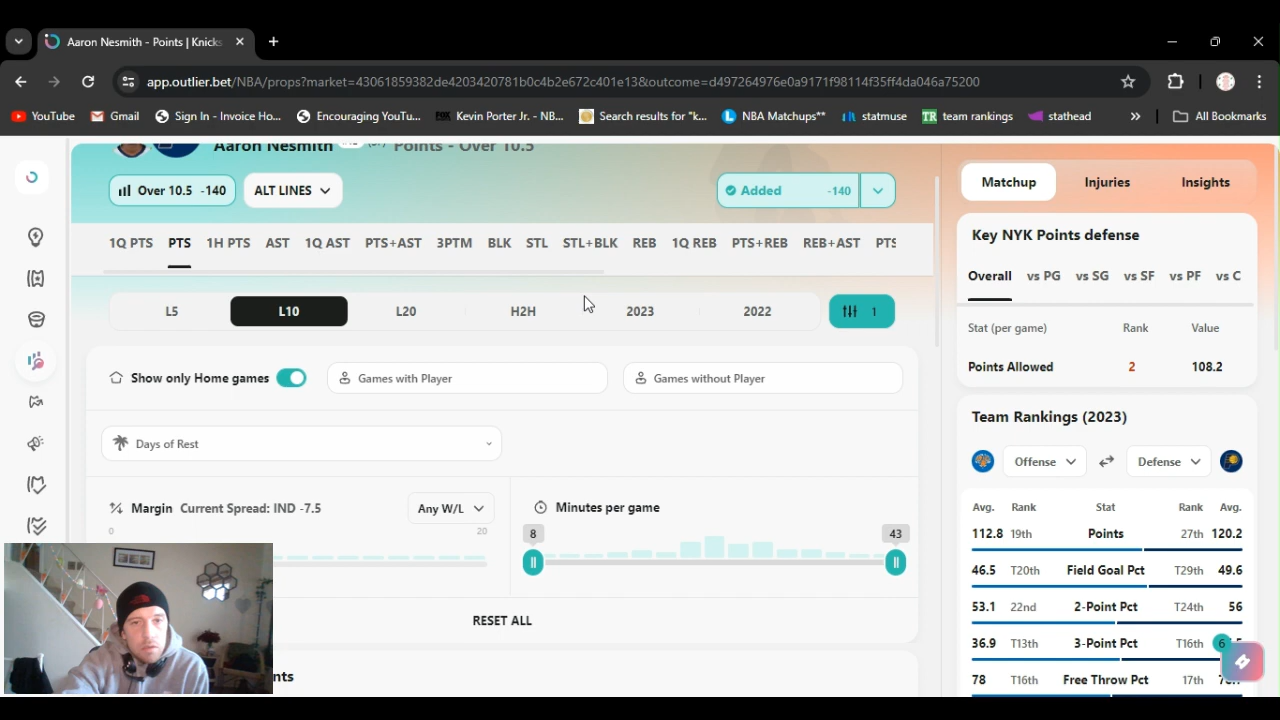 Aaron Nesmith - Points | Knicks
app.outlier.bet/NBA/props?market=43061859382de4203420781b0c4b2e672c401e13&outcome=d497264976e0a9171f98114f35ff4da046a75200
YouTube Gmail Sign In - Invoice Ho... Encouraging YouTu... FOX Kevin Porter Jr. - NB... Search results for "k... NBA Matchups** statmuse team rankings stathead » All Bookmarks
Aaron Nesmith Points - Over 10.5
Over 10.5 -140 ALT LINES Added -140
1Q PTS PTS 1H PTS AST 1Q AST PTS+AST 3PTM BLK STL STL+BLK REB 1Q REB PTS+REB REB+AST PTS
L5 L10 L20 H2H 2023 2022 1
Show only Home games Games with Player Games without Player
Days of Rest
Margin Current Spread: IND -7.5 Any W/L Minutes per game
0 20 8 43
RESET ALL
nts
Matchup Injuries Insights
Key NYK Points defense
Overall vs PG vs SG vs SF vs PF vs C
Stat (per game) Rank Value
Points Allowed 2 108.2
Team Rankings (2023)
Offense Defense
Avg. Rank Stat Rank Avg.
112.8 19th Points 27th 120.2
46.5 T20th Field Goal Pct T29th 49.6
53.1 22nd 2-Point Pct T24th 56
36.9 T13th 3-Point Pct T16th 6
78 T16th Free Throw Pct 17th